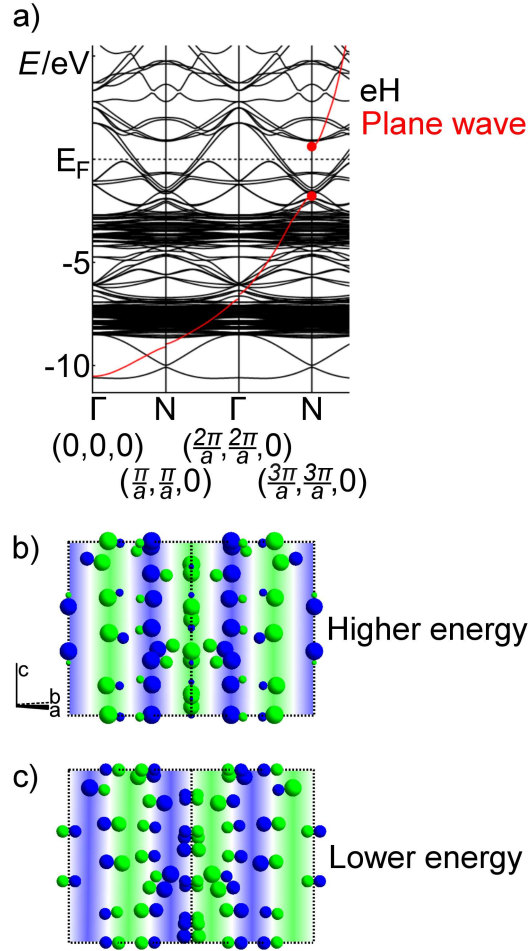 a)
E/eV
eH
Plane wave
E_F
-5
-10
Γ N Γ N
(0,0,0) (2π/a,2π/a,0)
(π/a,π/a,0) (3π/a,3π/a,0)
b)
Higher energy
c
b
a
c)
Lower energy